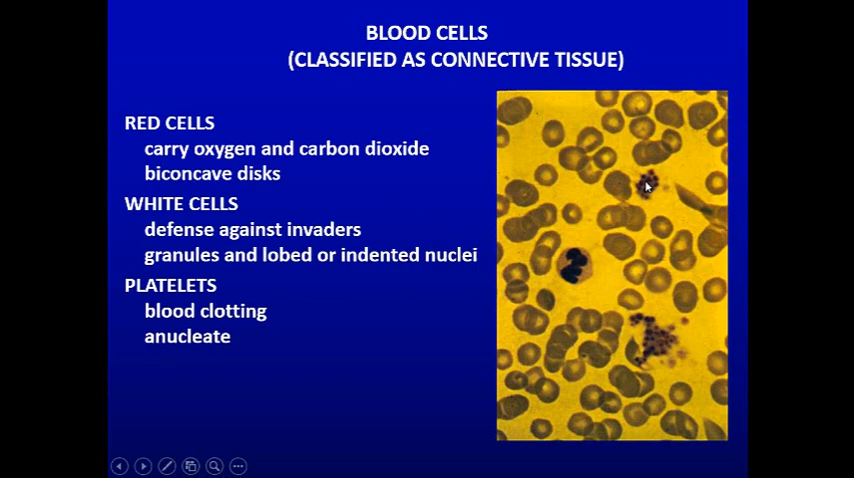 BLOOD CELLS
(CLASSIFIED AS CONNECTIVE TISSUE)
RED CELLS
carry oxygen and carbon dioxide
biconcave disks
WHITE CELLS
defense against invaders
granules and lobed or indented nuclei
PLATELETS
blood clotting
anucleate